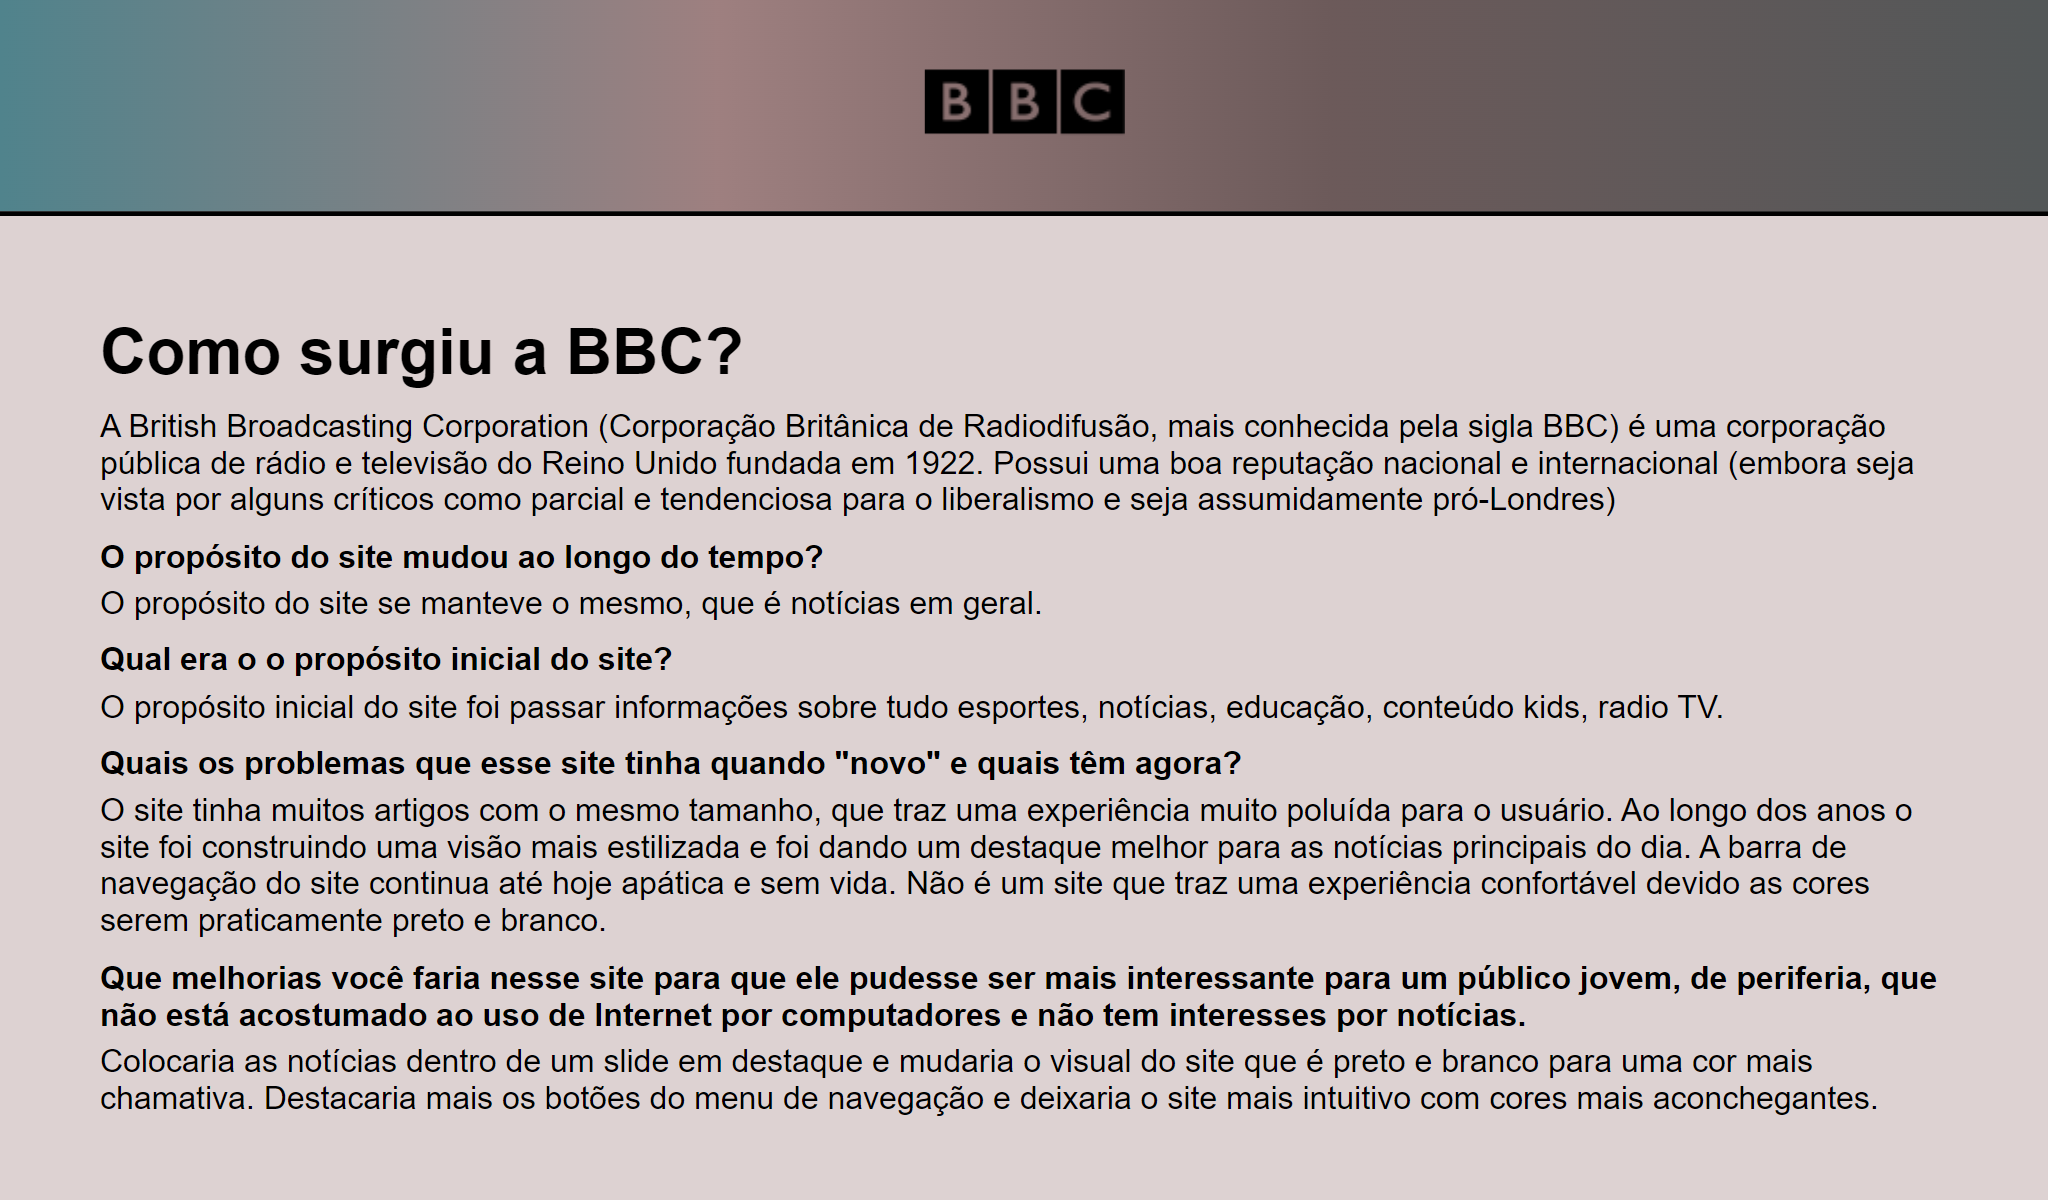 BBC
Como surgiu a BBC?
A British Broadcasting Corporation (Corporação Britânica de Radiodifusão, mais conhecida pela sigla BBC) é uma corporação
pública de rádio e televisão do Reino Unido fundada em 1922. Possui uma boa reputação nacional e internacional (embora seja
vista por alguns críticos como parcial e tendenciosa para o liberalismo e seja assumidamente pró-Londres)
O propósito do site mudou ao longo do tempo?
O propósito do site se manteve o mesmo, que é notícias em geral.
Qual era o o propósito inicial do site?
O propósito inicial do site foi passar informações sobre tudo esportes, notícias, educação, conteúdo kids, radio TV.
Quais os problemas que esse site tinha quando "novo" e quais têm agora?
O site tinha muitos artigos com o mesmo tamanho, que traz uma experiência muito poluída para o usuário. Ao longo dos anos o
site foi construindo uma visão mais estilizada e foi dando um destaque melhor para as notícias principais do dia. A barra de
navegação do site continua até hoje apática e sem vida. Não é um site que traz uma experiência confortável devido as cores
serem praticamente preto e branco.
Que melhorias você faria nesse site para que ele pudesse ser mais interessante para um público jovem, de periferia, que
não está acostumado ao uso de Internet por computadores e não tem interesses por notícias.
Colocaria as notícias dentro de um slide em destaque e mudaria o visual do site que é preto e branco para uma cor mais
chamativa. Destacaria mais os botões do menu de navegação e deixaria o site mais intuitivo com cores mais aconchegantes.